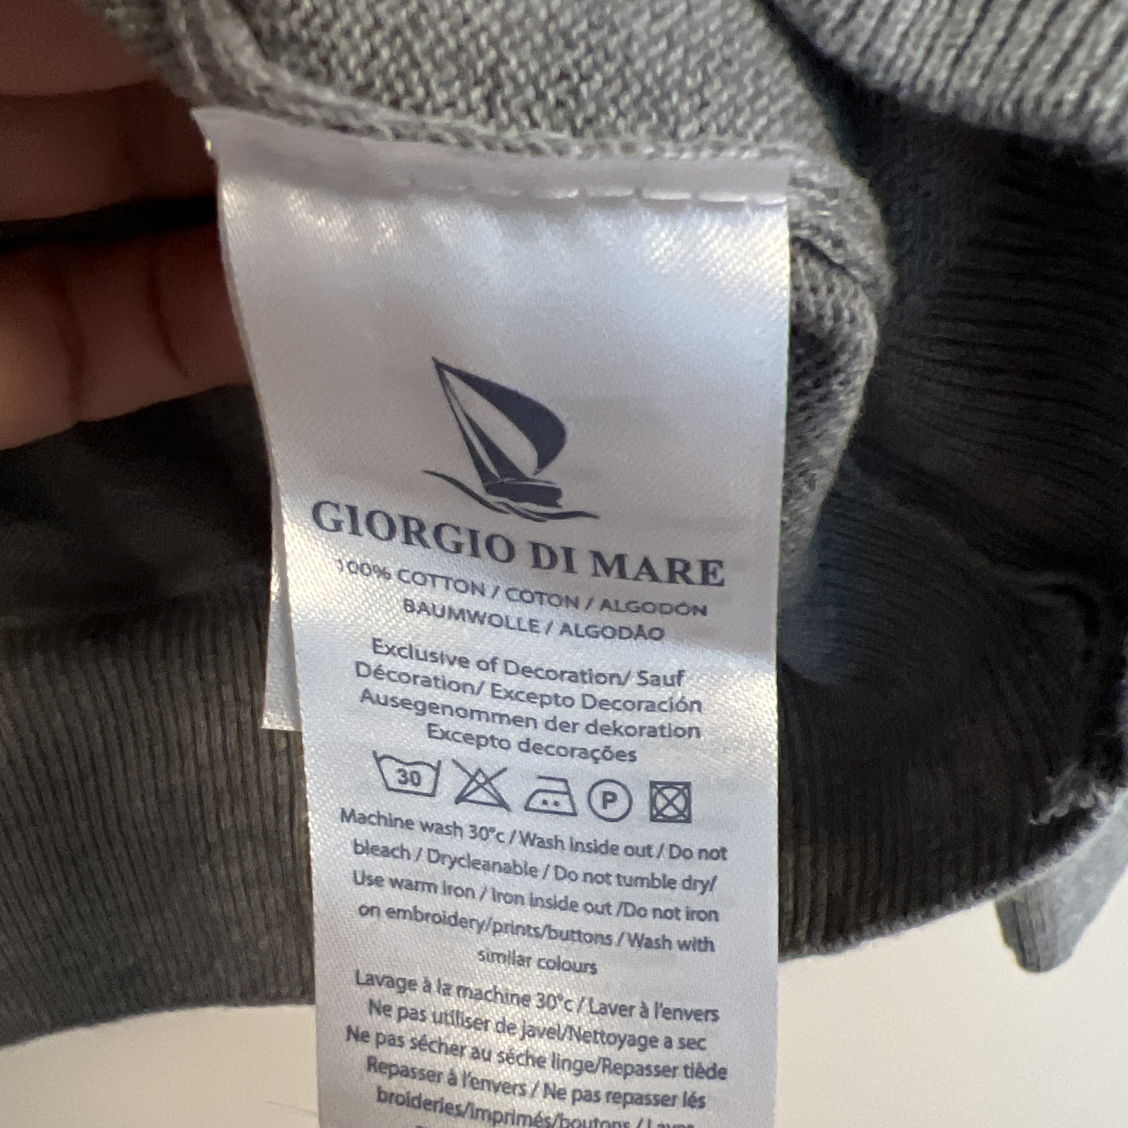 GIORGIO DI MARE
100% COTTON / COTON / ALGODÓN
BAUMWOLLE / ALGODÃO
Exclusive of Decoration/ Sauf
Décoration/ Excepto Decoración
Ausegenommen der dekoration
Excepto decorações
30 P
Machine wash 30°c / Wash inside out / Do not
bleach / Drycleanable / Do not tumble dry/
Use warm iron / Iron inside out /Do not iron
on embroidery/prints/buttons / Wash with
similar colours
Lavage à la machine 30°c / Laver à l'envers
Ne pas utiliser de javel/Nettoyage a sec
Ne pas sécher au séche linge/Repasser tiède
Repasser à l'envers / Ne pas repasser lés
broideries/imprimés/boutons / Laver